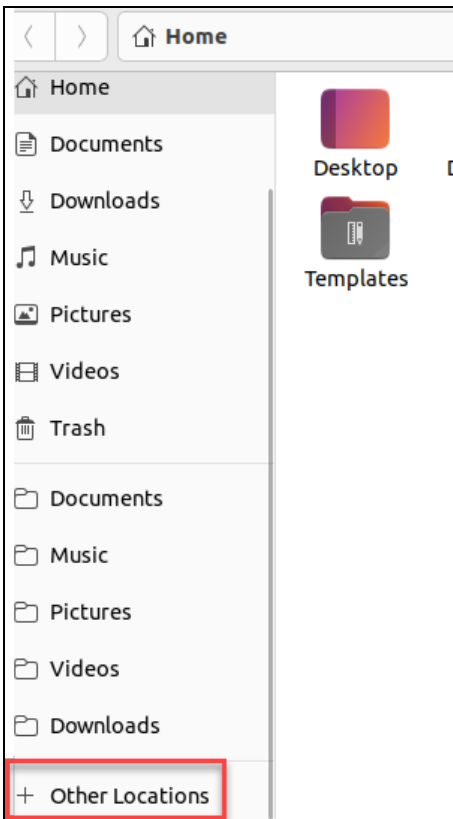 Home
Home
Documents
Downloads
Music
Pictures
Videos
Trash
Documents
Music
Pictures
Videos
Downloads
+ Other Locations
Desktop
Templates